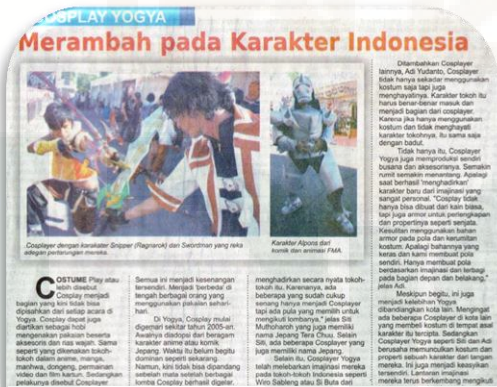 COSPLAY YOGYA
Merambah pada Karakter Indonesia
Cosplayer dengan karakater Snipper (Ragnarok) dan Swordman yang reka
adegan pertarungan mereka.
Karakter Alpora dari
komik dan animasi FMA.
COSTUME Play atau
lebih disebut
Cosplay menjadi
bagian yang kini tidak bisa
dipisahkan dari setiap acara di
Yogya. Cosplay dapat juga
diartikan sebagai hobi
mengenakan pakaian beserta
aksesoris dan rias wajah. Sama
seperti yang dikenakan tokoh-
tokoh dalam anime, manga,
manhwa, dongeng, permainan
video dan film kartun. Sedangkan
pelakunya disebut Cosplayer
Semua ini menjadi kesenangan
tersendiri. Menjadi 'berbeda' di
tengah berbagai orang yang
menggunakan pakaian sehari-
hari.
Di Yogya, Cosplay mulai
digemari sekitar tahun 2005-an.
Awalnya diadopsi dari beragam
karakter anime atau komik
Jepang. Waktu itu belum begitu
dominan seperti sekarang.
Namun, kini tidak bisa dipandang
sebelah mata setelah berbagai
lomba Cosplay berhasil digelar.
menghadirkan secara nyata tokoh-
tokoh itu. Karenanya, ada
beberapa yang sudah cukup
senang hanya menjadi Cosplayer
tapi ada pula yang memilih untuk
mengikuti lombanya," jelas Siti
Muthoharoh yang juga memiliki
nama Jepang Tera Chuu. Selain
Siti, ada beberapa Cosplayer yang
juga memiliki nama Jepang.
Selain itu, Cosplayer Yogya
telah melebarkan imajinasi mereka
pada tokoh-tokoh Indonesia seperti
Wiro Sableng atau Si Buta dari
Ditambahkan Cosplayer
lainnya, Adi Yudanto, Cosplayer
tidak hanya sekadar menggunakan
kostum saja tapi juga
menghayatinya. Karakter tokoh itu
harus benar-benar masuk dan
menjadi bagian dari cosplayer.
Karena jika hanya menggunakan
kostum dan tidak menghayati
karakter tokohnya, itu sama saja
dengan badut.
Tidak hanya itu, Cosplayer
Yogya juga memproduksi sendiri
busana dan aksesorisnya. Semakin
rumit semakin menantang. Apalagi
saat berhasil 'menghadirkan'
karakter baru dari imajinasi yang
sangat personal. "Cosplay tidak
hanya bisa dibuat dari kain biasa,
tapi juga armor untuk perlengkapan
dan propertinya seperti senjata.
Kesulitan menggunakan bahan
armor pada pola dan kerumitan
kostum. Apalagi bahannya yang
keras dan kami membuat pola
sendiri. Hanya membuat pola
berdasarkan imajinasi dan terbagi
pada bagian depan dan belakang,"
jelas Adi.
Meskipun begitu, ini juga
menjadi kelebihan Yogya
dibandingkan kota lain. Mengingat
ada beberapa Cosplayer di kota lain
yang membeli kostum di tempat asal
karakter itu tercipta. Sedangkan
Cosplayer Yogya seperti Siti dan Adi
berusaha memunculkan kostum dan
properti sebuah karakter dari tangan
mereka. Ini juga menjadi kesenangan
tersendiri. Lantaran imajinasi
mereka terus berkembang mengikuti